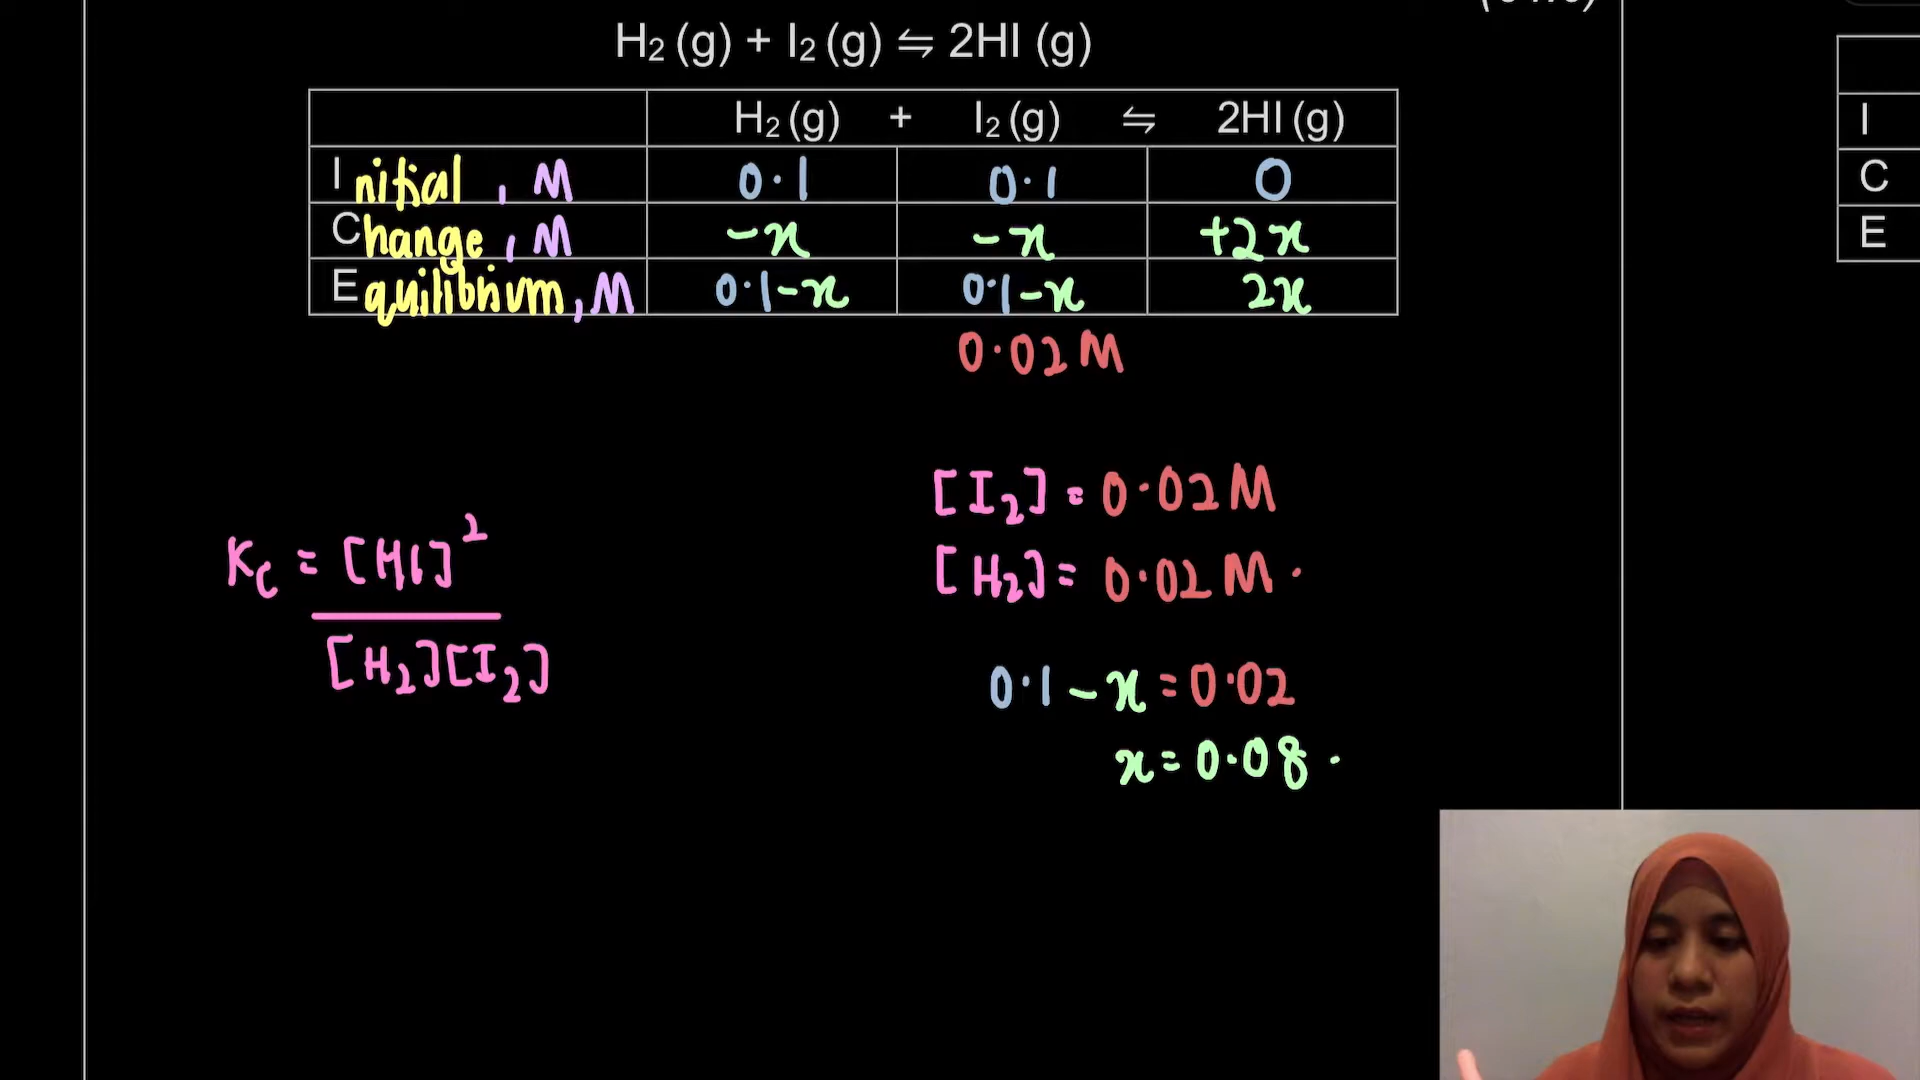 H₂ (g) + I₂ (g) ⇋ 2HI (g)
H₂ (g) + I₂ (g) ⇋ 2HI (g)
Initial, M 0.1 0.1 0
Change, M -x -x +2x
Equilibrium, M 0.1-x 0.1-x 2x
0.02 M
[I₂] = 0.02 M
[H₂] = 0.02 M .
Kc = [HI]²
[H₂][I₂]
0.1 - x = 0.02
x = 0.08 .
I
C
E